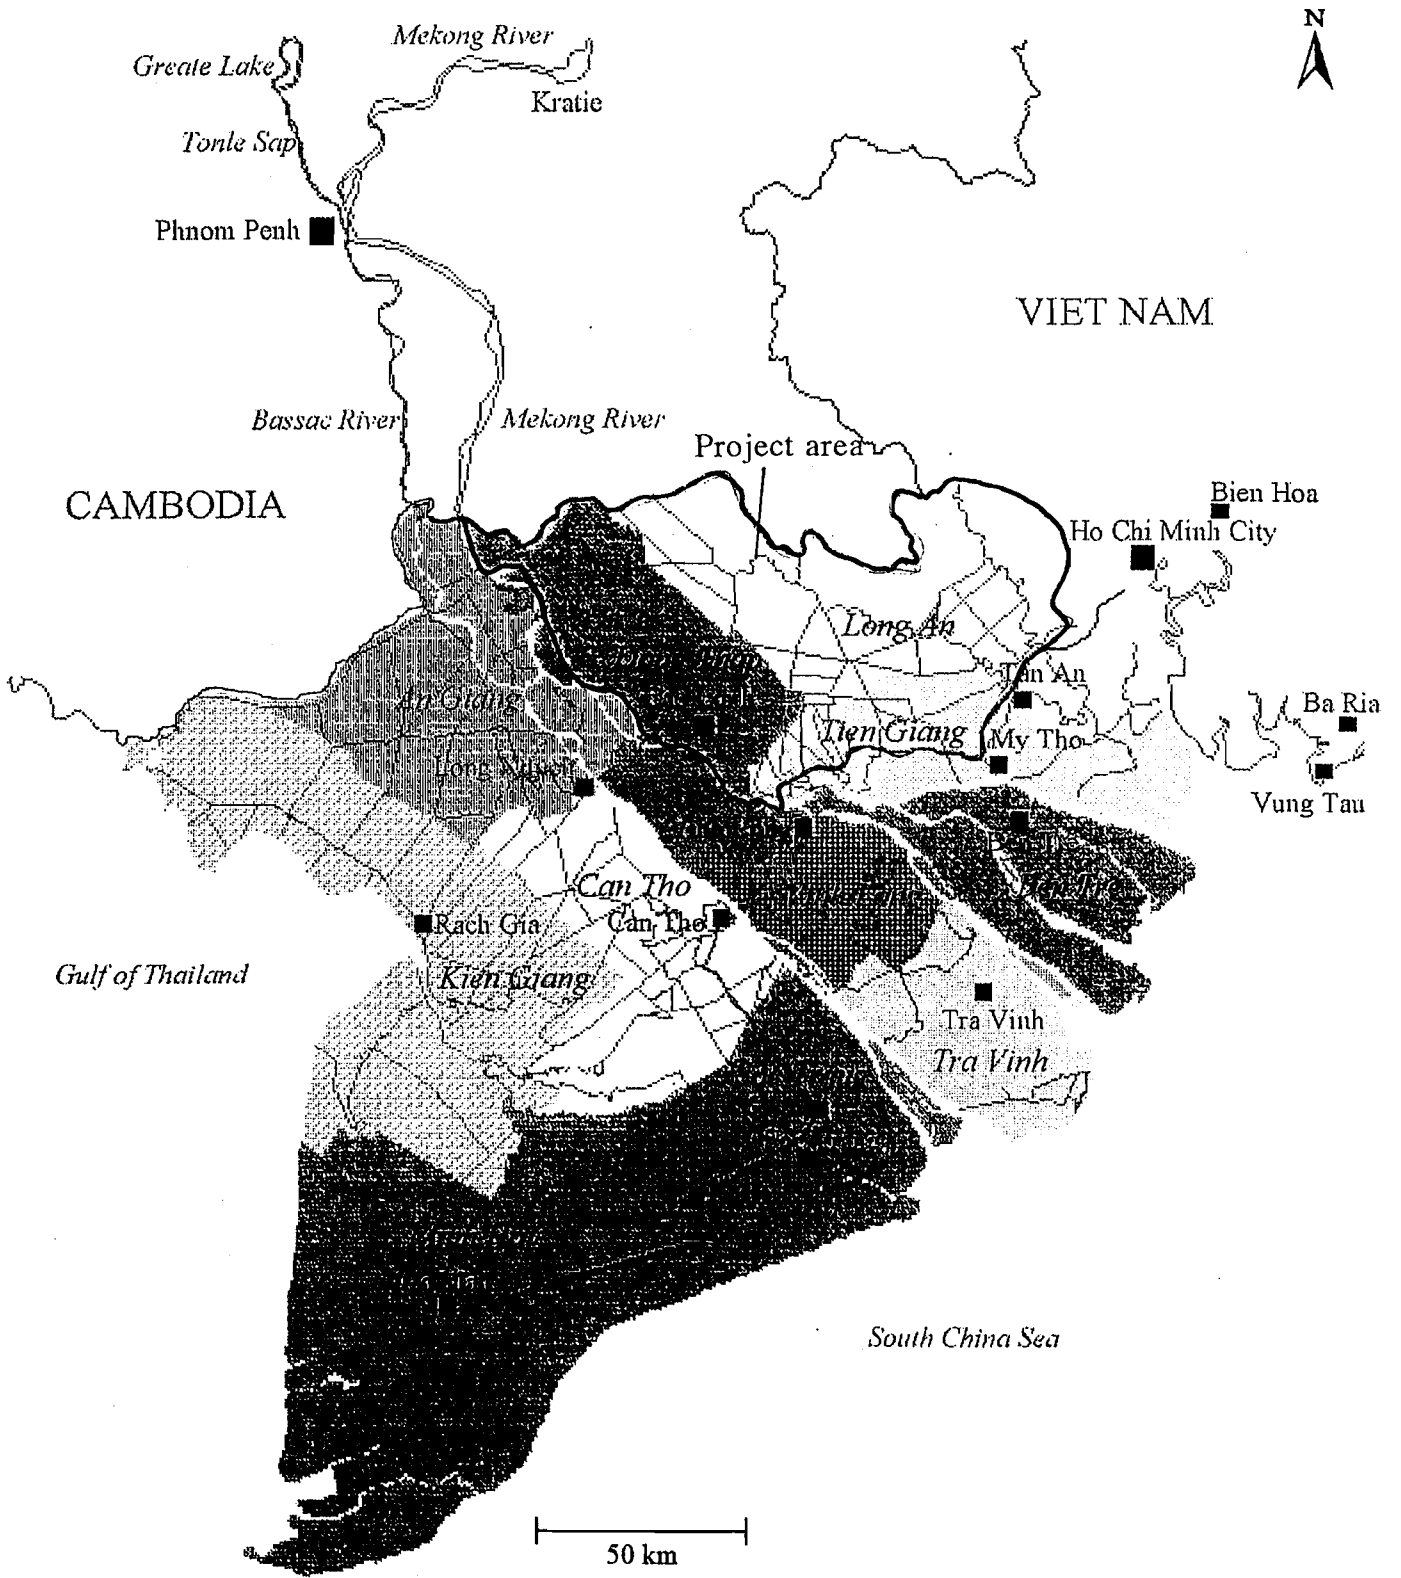 N
Mekong River
Greate Lake
Kratie
Tonle Sap
Phnom Penh
VIET NAM
Bassac River
Mekong River
Project area
CAMBODIA
Bien Hoa
Ho Chi Minh City
Long An
Tan An
An Giang
Ba Ria
Tien Giang
My Tho
Long Xuyen
Vung Tau
Can Tho
Ben Tre
Can Tho
Rach Gia
Gulf of Thailand
Kien Giang
Tra Vinh
Tra Vinh
South China Sea
50 km